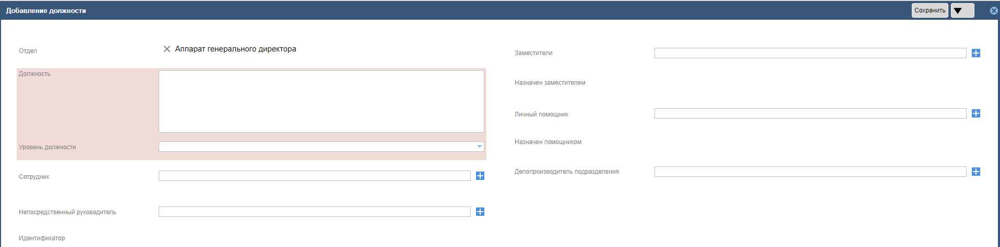 Добавление должности
Сохранить
Отдел
Аппарат генерального директора
Должность
Уровень должности
Сотрудник
Непосредственный руководитель
Идентификатор
Заместители
Назначен заместителем
Личный помощник
Назначен помощником
Делопроизводитель подразделения